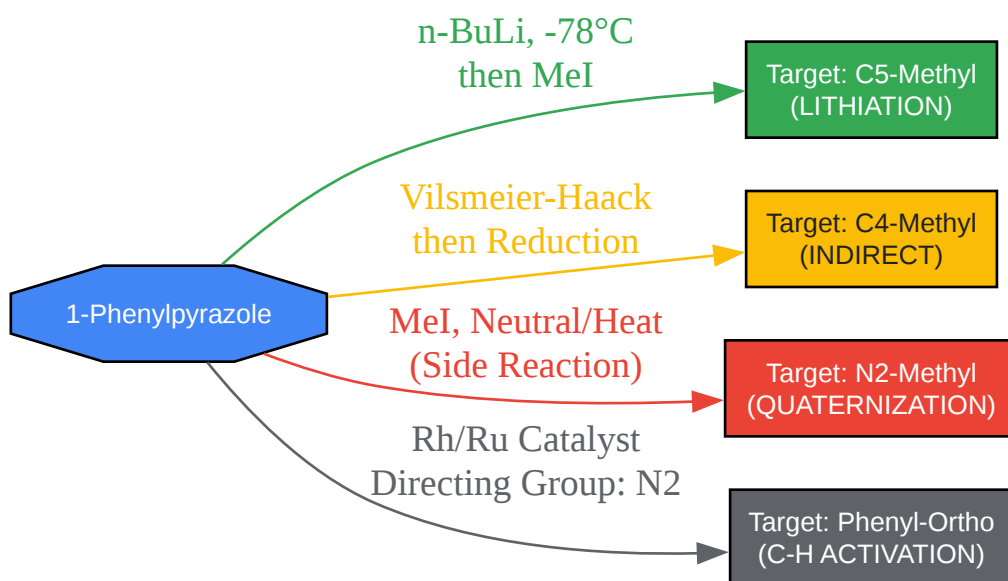 n-BuLi, -78°C
then MeI
Target: C5-Methyl
(LITHIATION)
Vilsmeier-Haack
then Reduction
Target: C4-Methyl
(INDIRECT)
1-Phenylpyrazole
MeI, Neutral/Heat
(Side Reaction)
Target: N2-Methyl
(QUATERNIZATION)
Rh/Ru Catalyst
Directing Group: N2
Target: Phenyl-Ortho
(C-H ACTIVATION)